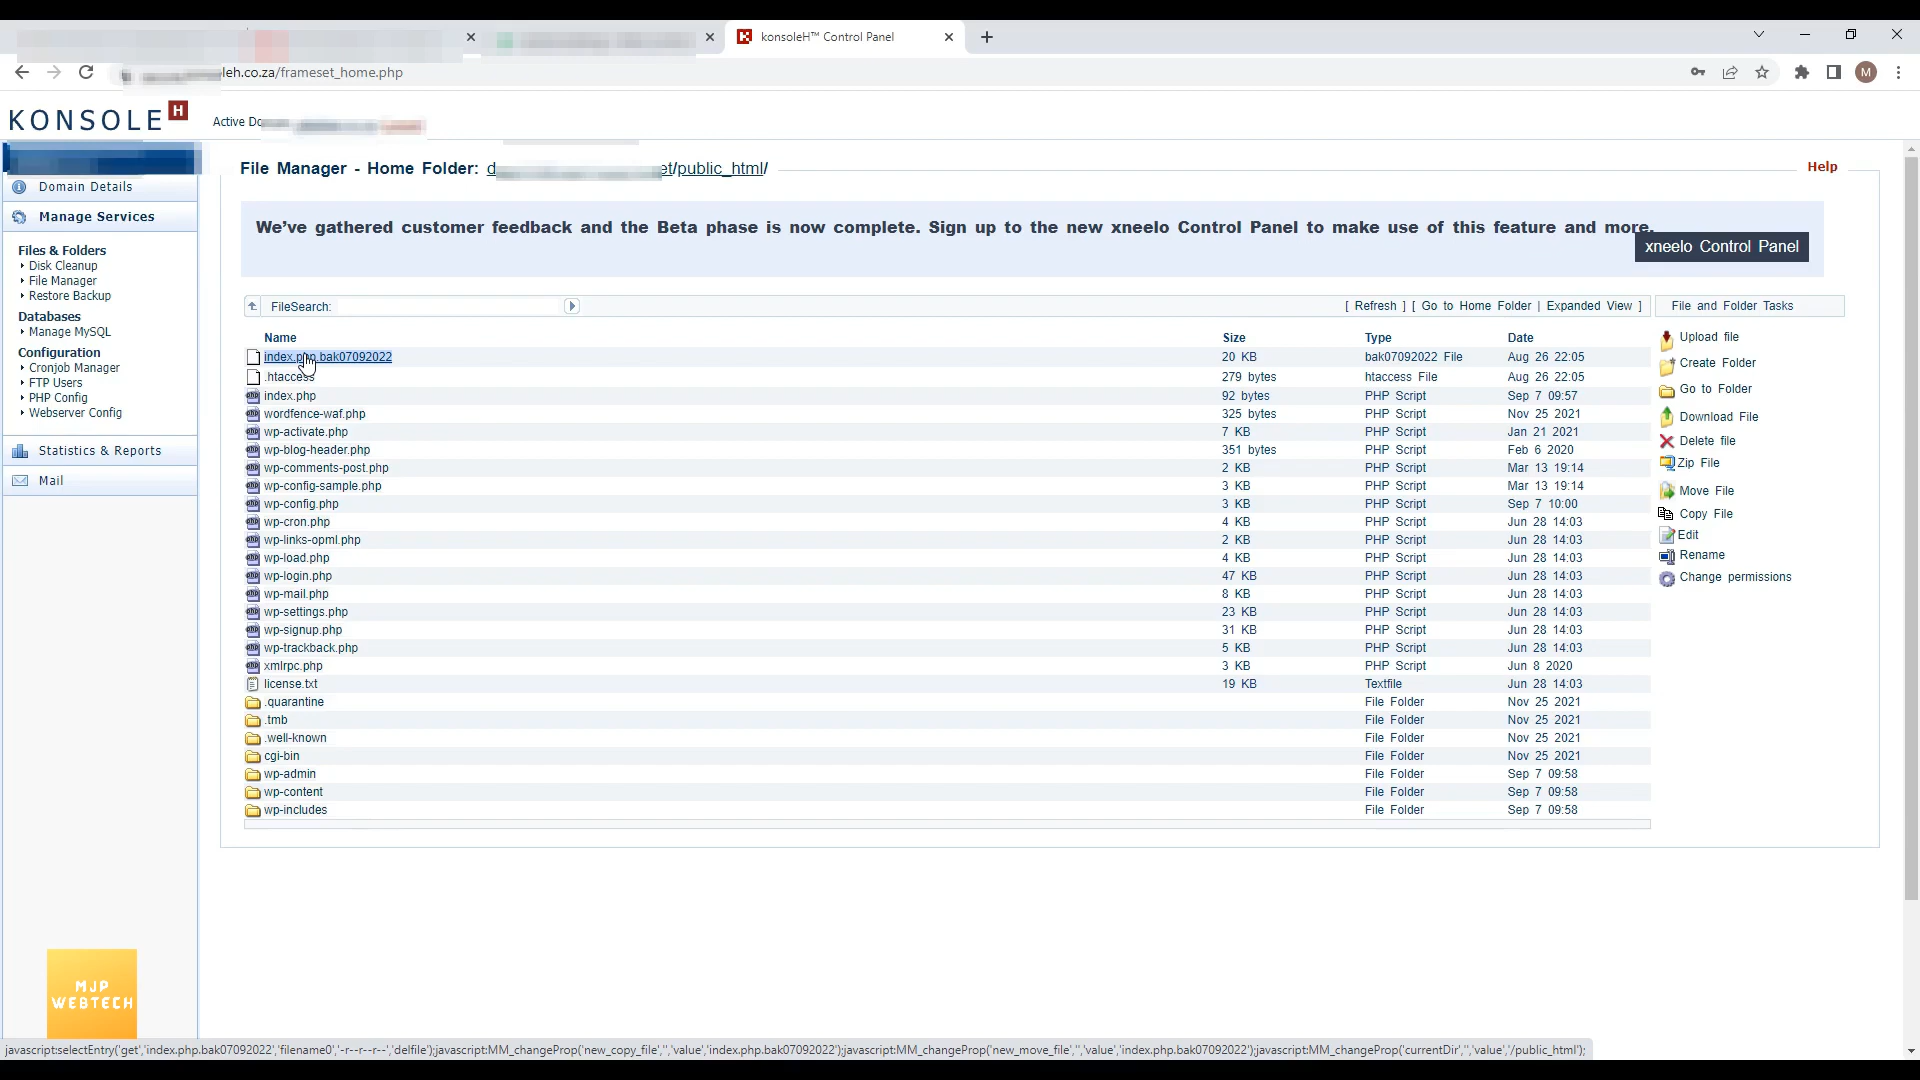 konsoleH™ Control Panel
leh.co.za/frameset_home.php
M
KONSOLE H
Active
File Manager - Home Folder: d et/public_html/
Help
Domain Details
Manage Services
Files & Folders
Disk Cleanup
File Manager
Restore Backup
Databases
Manage MySQL
Configuration
Cronjob Manager
FTP Users
PHP Config
Webserver Config
Statistics & Reports
Mail
We've gathered customer feedback and the Beta phase is now complete. Sign up to the new xneelo Control Panel to make use of this feature and more.
xneelo Control Panel
FileSearch: [ Refresh ] [ Go to Home Folder | Expanded View ]
Name Size Type Date
index.php.bak07092022 20 KB bak07092022 File Aug 26 22:05
.htaccess 279 bytes htaccess File Aug 26 22:05
index.php 92 bytes PHP Script Sep 7 09:57
wordfence-waf.php 325 bytes PHP Script Nov 25 2021
wp-activate.php 7 KB PHP Script Jan 21 2021
wp-blog-header.php 351 bytes PHP Script Feb 6 2020
wp-comments-post.php 2 KB PHP Script Mar 13 19:14
wp-config-sample.php 3 KB PHP Script Mar 13 19:14
wp-config.php 3 KB PHP Script Sep 7 10:00
wp-cron.php 4 KB PHP Script Jun 28 14:03
wp-links-opml.php 2 KB PHP Script Jun 28 14:03
wp-load.php 4 KB PHP Script Jun 28 14:03
wp-login.php 47 KB PHP Script Jun 28 14:03
wp-mail.php 8 KB PHP Script Jun 28 14:03
wp-settings.php 23 KB PHP Script Jun 28 14:03
wp-signup.php 31 KB PHP Script Jun 28 14:03
wp-trackback.php 5 KB PHP Script Jun 28 14:03
xmlrpc.php 3 KB PHP Script Jun 8 2020
license.txt 19 KB Textfile Jun 28 14:03
.quarantine File Folder Nov 25 2021
.tmb File Folder Nov 25 2021
.well-known File Folder Nov 25 2021
cgi-bin File Folder Nov 25 2021
wp-admin File Folder Sep 7 09:58
wp-content File Folder Sep 7 09:58
wp-includes File Folder Sep 7 09:58
File and Folder Tasks
Upload file
Create Folder
Go to Folder
Download File
Delete file
Zip File
Move File
Copy File
Edit
Rename
Change permissions
MJP
WEBTECH
javascript:selectEntry('get','index.php.bak07092022','filename0','-r--r--r--','delfile');javascript:MM_changeProp('new_copy_file','','value','index.php.bak07092022');javascript:MM_changeProp('new_move_file','','value','index.php.bak07092022');javascript:MM_changeProp('currentDir','','value','/public_html');